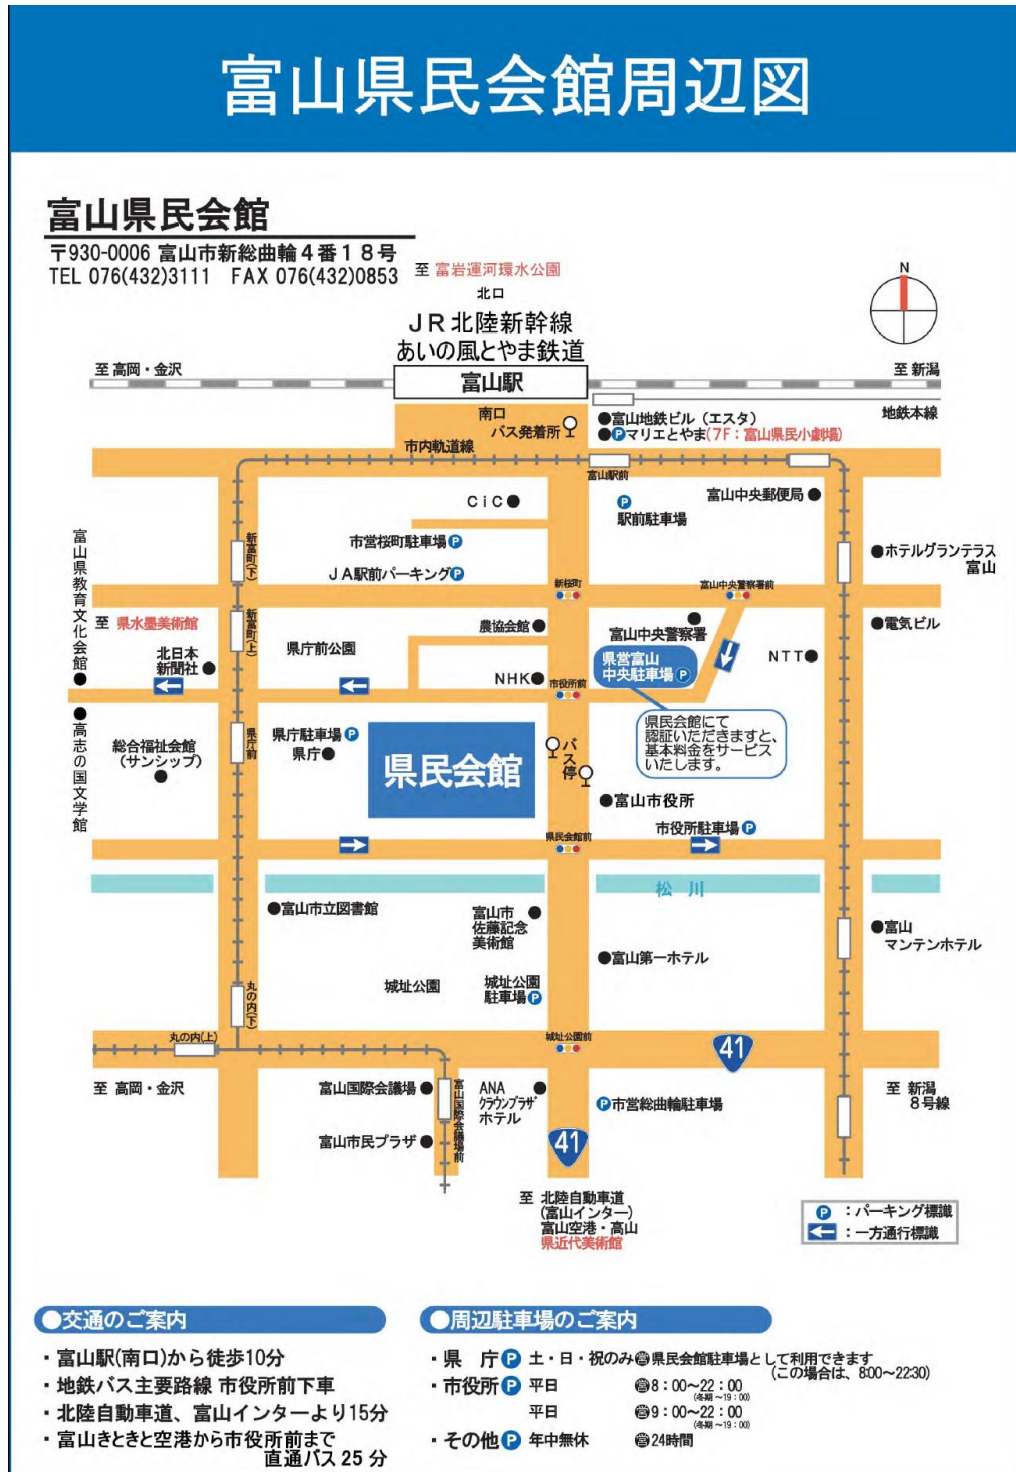 富山県民会館周辺図
富山県民会館
〒930-0006 富山市新総曲輪4番18号
TEL 076(432)3111 FAX 076(432)0853
至 富岩運河環水公園
北口
JR北陸新幹線
あいの風とやま鉄道
N
至 高岡・金沢
富山駅
至 新潟
南口
バス発着所
●富山地鉄ビル(エスタ)
●Pマリエとやま(7F:富山県民小劇場)
地鉄本線
市内軌道線
富山駅前
CiC●
P
駅前駐車場
富山中央郵便局●
市営桜町駐車場P
JA駅前パーキングP
新富町(下)
●ホテルグランテラス
富山
新桜町
富山中央警察署前
富山県教育文化会館●
至 県水墨美術館
新富町(上)
県庁前公園
農協会館●
富山中央警察署
●電気ビル
北日本
新聞社●
NHK●
市役所前
県営富山
中央駐車場P
NTT●
●高志の国文学館
総合福祉会館
(サンシップ)
県庁前
県庁駐車場P
県庁●
県民会館
バス停
県民会館にて
認証いただきますと、
基本料金をサービス
いたします。
●富山市役所
市役所駐車場P
県民会館前
松川
●富山市立図書館
富山市
佐藤記念
美術館
●富山第一ホテル
●富山
マンテンホテル
城址公園
城址公園
駐車場P
丸の内(下)
丸の内(上)
城址公園前
41
至 高岡・金沢
富山国際会議場●
富山国際会議場前
ANA
クラウンプラザ
ホテル
P市営総曲輪駐車場
至 新潟
8号線
富山市民プラザ●
41
至 北陸自動車道
(富山インター)
富山空港・高山
県近代美術館
P:パーキング標識
:一方通行標識
●交通のご案内
・富山駅(南口)から徒歩10分
・地鉄バス主要路線 市役所前下車
・北陸自動車道、富山インターより15分
・富山きときと空港から市役所前まで
直通バス25分
●周辺駐車場のご案内
・県 庁P 土・日・祝のみ㊂県民会館駐車場として利用できます
(この場合は、8:00〜22:30)
・市役所P 平日 ㊂8:00〜22:00
(冬期〜19:00)
平日 ㊂9:00〜22:00
(冬期〜19:00)
・その他P 年中無休 ㊂24時間